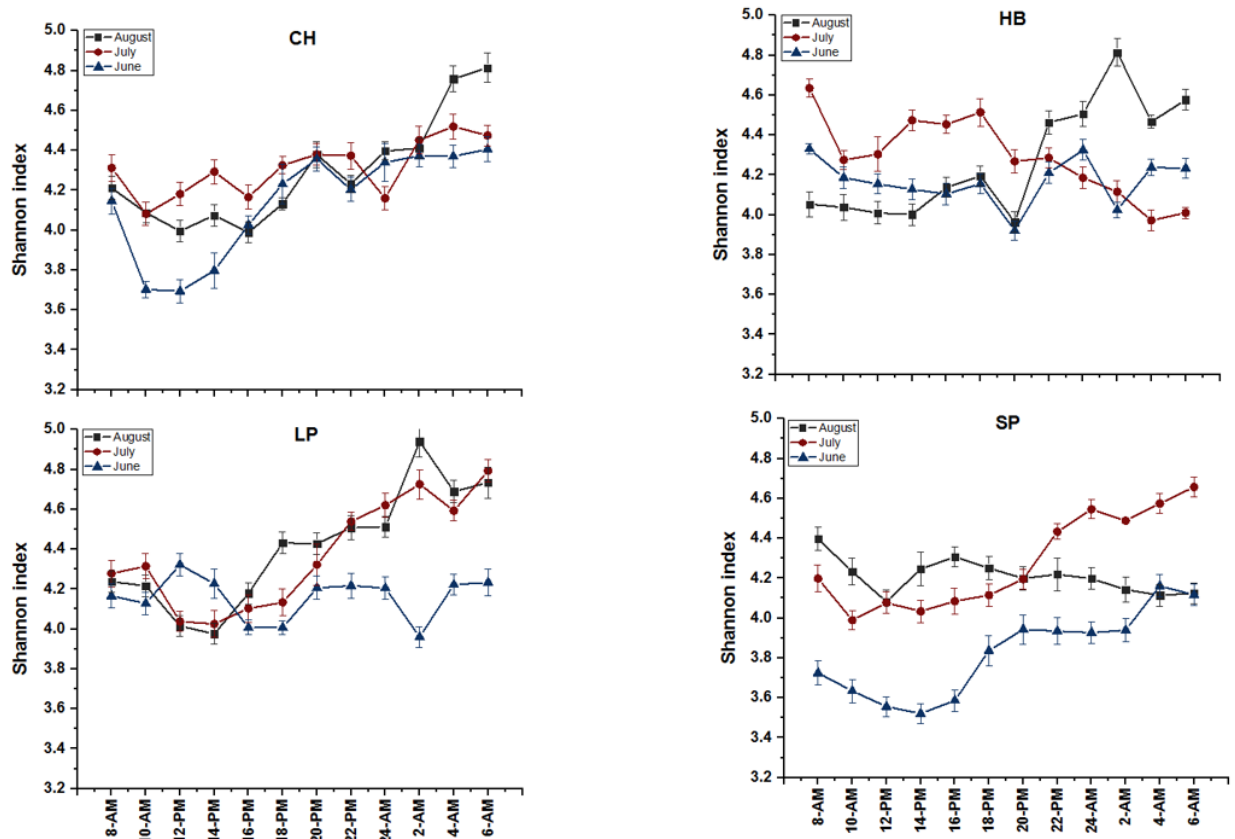 CH
August
July
June
Shannon index
5.0
4.8
4.6
4.4
4.2
4.0
3.8
3.6
3.4
3.2
HB
August
July
June
Shannon index
5.0
4.8
4.6
4.4
4.2
4.0
3.8
3.6
3.4
3.2
LP
August
July
June
Shannon index
5.0
4.8
4.6
4.4
4.2
4.0
3.8
3.6
3.4
3.2
8-AM
10-AM
12-PM
14-PM
16-PM
18-PM
20-PM
22-PM
24-AM
2-AM
4-AM
6-AM
SP
August
July
June
Shannon index
5.0
4.8
4.6
4.4
4.2
4.0
3.8
3.6
3.4
3.2
8-AM
10-AM
12-PM
14-PM
16-PM
18-PM
20-PM
22-PM
24-AM
2-AM
4-AM
6-AM